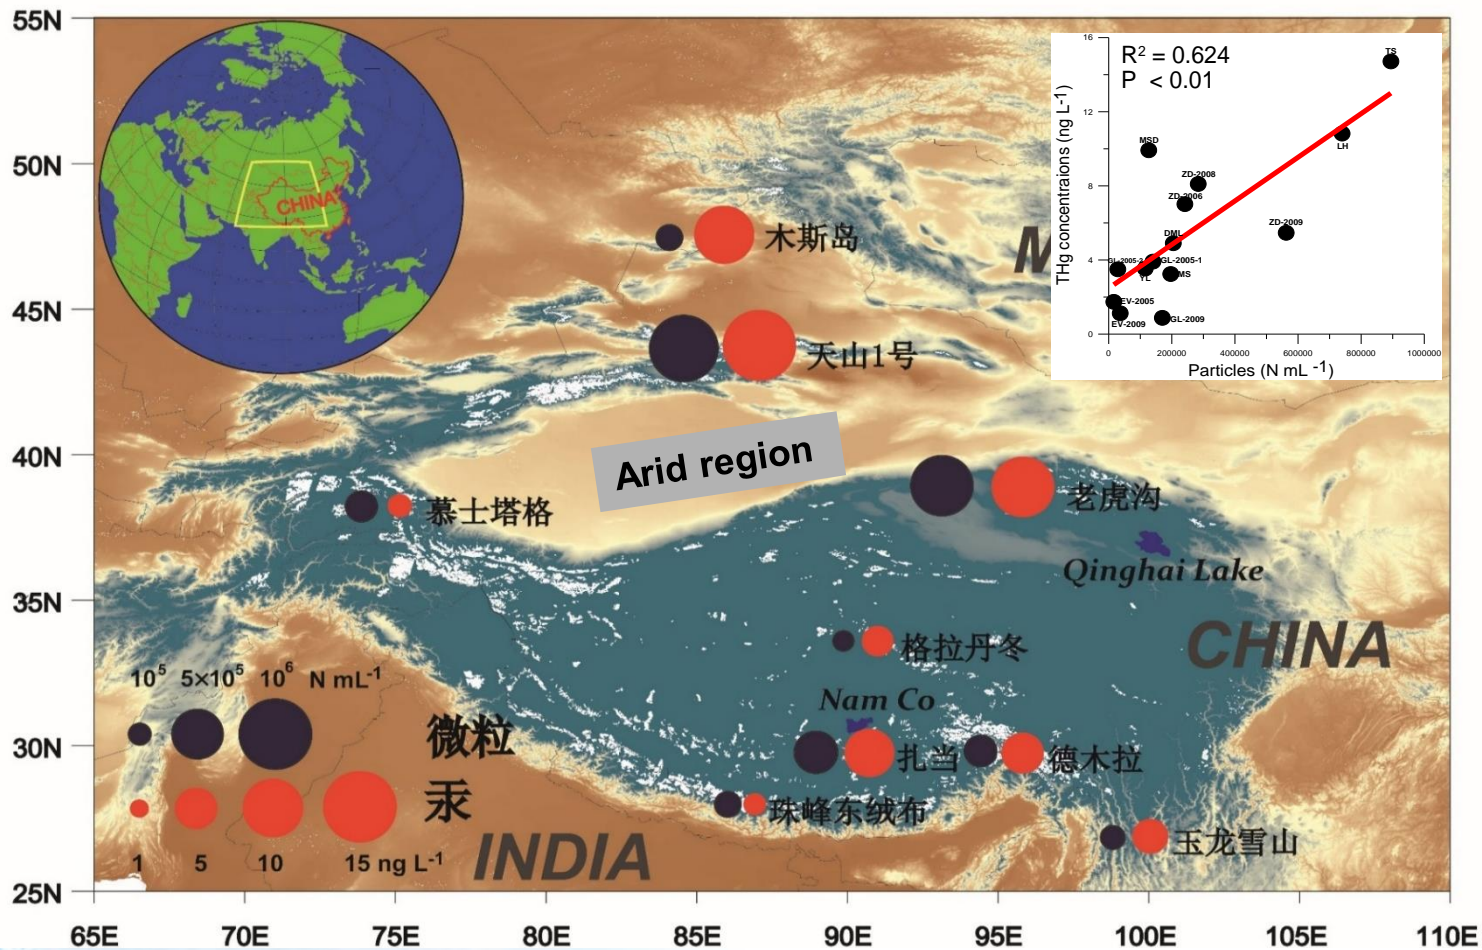 55N
50N
45N
40N
35N
30N
25N
65E
70E
75E
80E
85E
90E
95E
100E
105E
110E
CHINA
木斯岛
天山1号
Arid region
慕士塔格
老虎沟
Qinghai Lake
格拉丹冬
CHINA
Nam Co
扎当
德木拉
珠峰东绒布
玉龙雪山
INDIA
M
10⁵ 5×10⁵ 10⁶ N mL⁻¹
微粒
汞
1 5 10 15 ng L⁻¹
R² = 0.624
P < 0.01
THg concentraions (ng L⁻¹)
16
12
8
4
0
TS
LH
MSD
ZD-2008
ZD-2006
ZD-2009
DML
GL-2005-2
GL-2005-1
YL
MS
EV-2005
EV-2009
GL-2009
0 200000 400000 600000 800000 1000000
Particles (N mL ⁻¹)